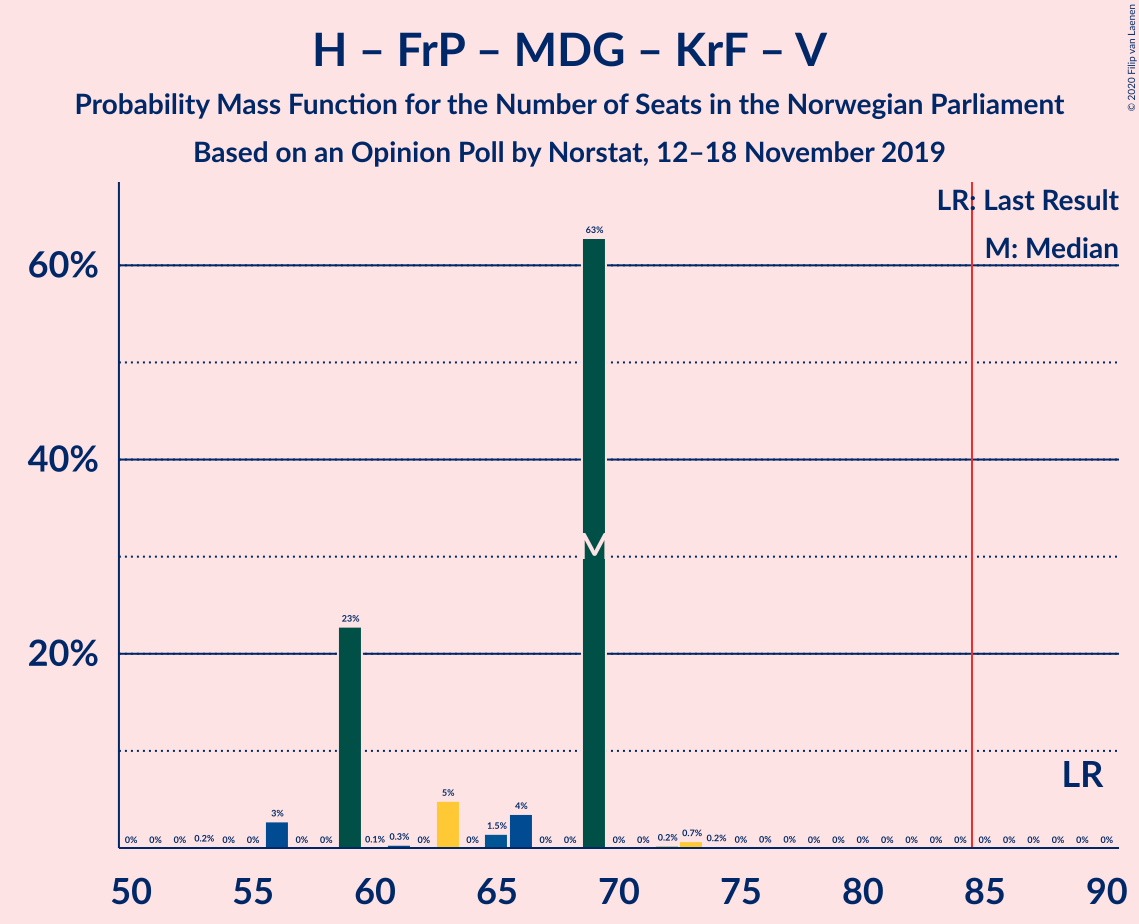 H – FrP – MDG – KrF – V
Probability Mass Function for the Number of Seats in the Norwegian Parliament
Based on an Opinion Poll by Norstat, 12–18 November 2019
© 2020 Filip van Laenen
LR: Last Result
M: Median
63%
60%
40%
M
23%
20%
LR
0% 0% 0% 0.2% 0% 0% 3% 0% 0% 0.1% 0.3% 0% 5% 0% 1.5% 4% 0% 0% 0% 0% 0.2% 0.7% 0.2% 0% 0% 0% 0% 0% 0% 0% 0% 0% 0% 0% 0% 0% 0% 0% 0%
50 55 60 65 70 75 80 85 90